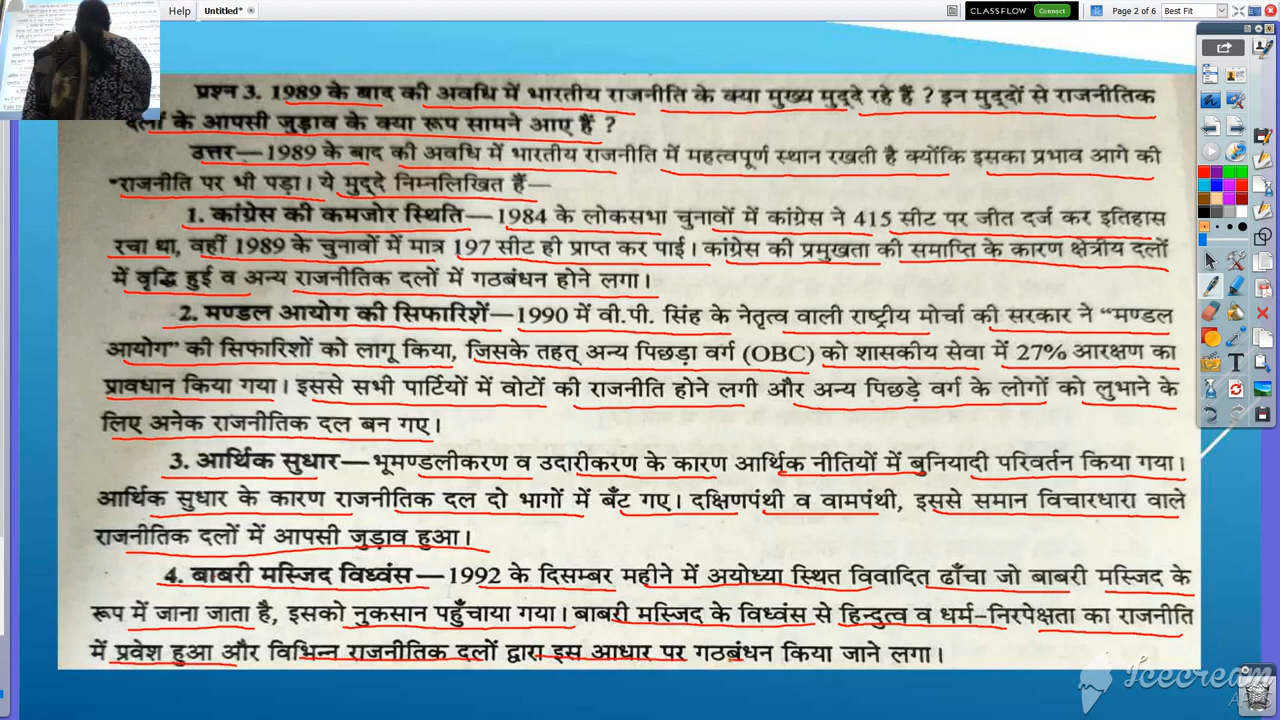 Help Untitled* CLASSFLOW Connect Page 2 of 6 Best Fit
प्रश्न 3. 1989 के बाद की अवधि में भारतीय राजनीति के क्या मुख्य मुद्दे रहे हैं ? इन मुद्दों से राजनीतिक
दलों के आपसी जुड़ाव के क्या रूप सामने आए हैं ?
उत्तर—1989 के बाद की अवधि में भारतीय राजनीति में महत्वपूर्ण स्थान रखती है क्योंकि इसका प्रभाव आगे की
राजनीति पर भी पड़ा। ये मुद्दे निम्नलिखित हैं—
1. कांग्रेस की कमजोर स्थिति—1984 के लोकसभा चुनावों में कांग्रेस ने 415 सीट पर जीत दर्ज कर इतिहास
रचा था, वहीं 1989 के चुनावों में मात्र 197 सीट ही प्राप्त कर पाई। कांग्रेस की प्रमुखता की समाप्ति के कारण क्षेत्रीय दलों
में वृद्धि हुई व अन्य राजनीतिक दलों में गठबंधन होने लगा।
2. मण्डल आयोग की सिफारिशें—1990 में वी.पी. सिंह के नेतृत्व वाली राष्ट्रीय मोर्चा की सरकार ने “मण्डल
आयोग” की सिफारिशों को लागू किया, जिसके तहत् अन्य पिछड़ा वर्ग (OBC) को शासकीय सेवा में 27% आरक्षण का
प्रावधान किया गया। इससे सभी पार्टियों में वोटों की राजनीति होने लगी और अन्य पिछड़े वर्ग के लोगों को लुभाने के
लिए अनेक राजनीतिक दल बन गए।
3. आर्थिक सुधार—भूमण्डलीकरण व उदारीकरण के कारण आर्थिक नीतियों में बुनियादी परिवर्तन किया गया।
आर्थिक सुधार के कारण राजनीतिक दल दो भागों में बँट गए। दक्षिणपंथी व वामपंथी, इससे समान विचारधारा वाले
राजनीतिक दलों में आपसी जुड़ाव हुआ।
4. बाबरी मस्जिद विध्वंस—1992 के दिसम्बर महीने में अयोध्या स्थित विवादित ढाँचा जो बाबरी मस्जिद के
रूप में जाना जाता है, इसको नुकसान पहुँचाया गया। बाबरी मस्जिद के विध्वंस से हिन्दुत्व व धर्म-निरपेक्षता का राजनीति
में प्रवेश हुआ और विभिन्न राजनीतिक दलों द्वारा इस आधार पर गठबंधन किया जाने लगा।
Icecream
APPS